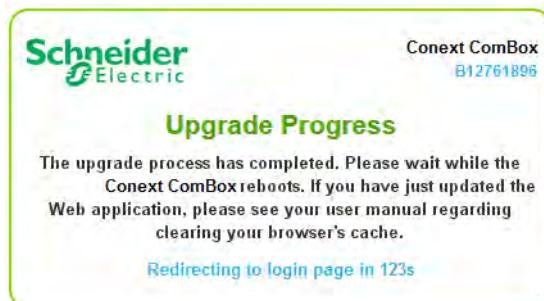 Schneider
Electric
Conext ComBox
B12761896
Upgrade Progress
The upgrade process has completed. Please wait while the
Conext ComBox reboots. If you have just updated the
Web application, please see your user manual regarding
clearing your browser's cache.
Redirecting to login page in 123s